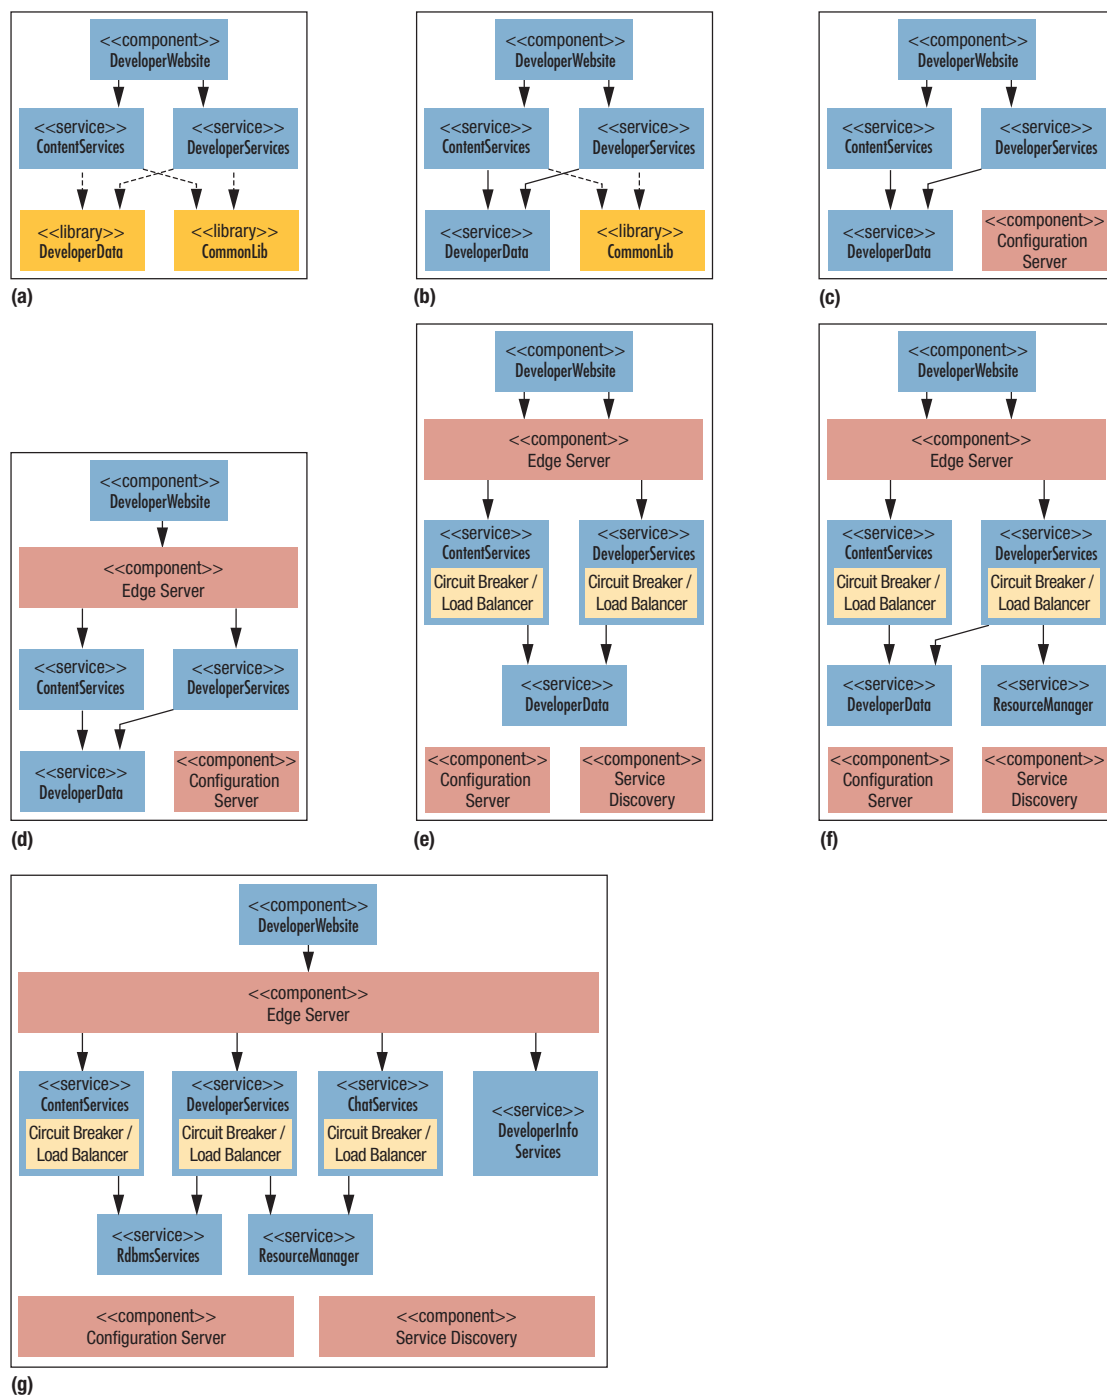 <<component>>
DeveloperWebsite
<<service>>
ContentServices
<<service>>
DeveloperServices
<<library>>
DeveloperData
<<library>>
CommonLib
(a)
<<component>>
DeveloperWebsite
<<service>>
ContentServices
<<service>>
DeveloperServices
<<service>>
DeveloperData
<<library>>
CommonLib
(b)
<<component>>
DeveloperWebsite
<<service>>
ContentServices
<<service>>
DeveloperServices
<<service>>
DeveloperData
<<component>>
Configuration
Server
(c)
<<component>>
DeveloperWebsite
<<component>>
Edge Server
<<service>>
ContentServices
<<service>>
DeveloperServices
<<service>>
DeveloperData
<<component>>
Configuration
Server
(d)
<<component>>
DeveloperWebsite
<<component>>
Edge Server
<<service>>
ContentServices
Circuit Breaker /
Load Balancer
<<service>>
DeveloperServices
Circuit Breaker /
Load Balancer
<<service>>
DeveloperData
<<component>>
Configuration
Server
<<component>>
Service
Discovery
(e)
<<component>>
DeveloperWebsite
<<component>>
Edge Server
<<service>>
ContentServices
Circuit Breaker /
Load Balancer
<<service>>
DeveloperServices
Circuit Breaker /
Load Balancer
<<service>>
DeveloperData
<<service>>
ResourceManager
<<component>>
Configuration
Server
<<component>>
Service
Discovery
(f)
<<component>>
DeveloperWebsite
<<component>>
Edge Server
<<service>>
ContentServices
Circuit Breaker /
Load Balancer
<<service>>
DeveloperServices
Circuit Breaker /
Load Balancer
<<service>>
ChatServices
Circuit Breaker /
Load Balancer
<<service>>
DeveloperInfo
Services
<<service>>
RdbmsServices
<<service>>
ResourceManager
<<component>>
Configuration Server
<<component>>
Service Discovery
(g)